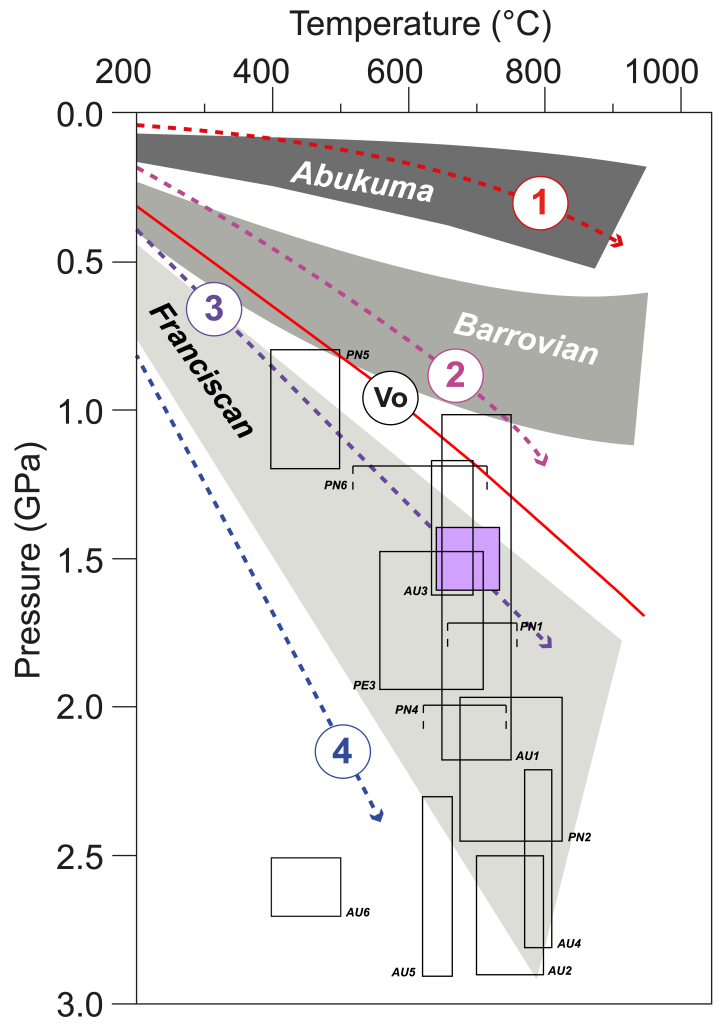 Temperature (°C)
200 400 600 800 1000
0.0
Abukuma
1
0.5
3
Barrovian
Franciscan
PN5
2
Vo
1.0
PN6
Pressure (GPa)
1.5
AU3
PN1
PE3
2.0
PN4
4
AU1
PN2
2.5
AU6
AU4
AU5
AU2
3.0